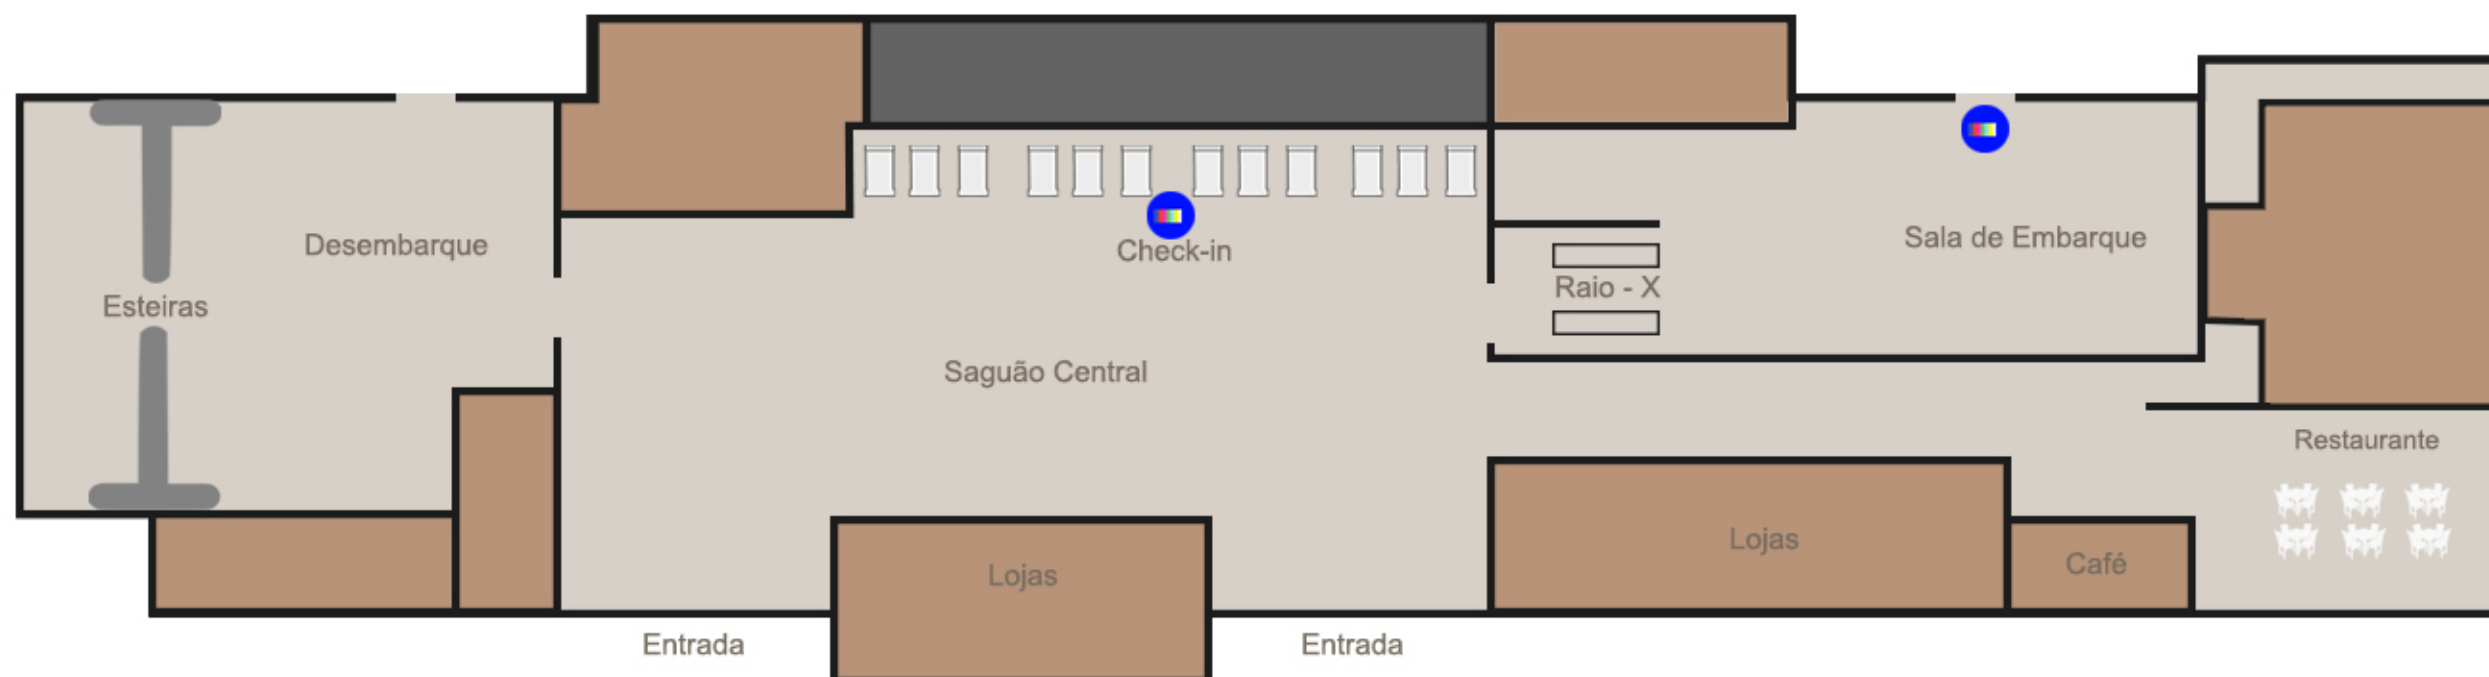 Desembarque
Esteiras
Check-in
Saguão Central
Raio - X
Sala de Embarque
Restaurante
Lojas
Lojas
Café
Entrada
Entrada